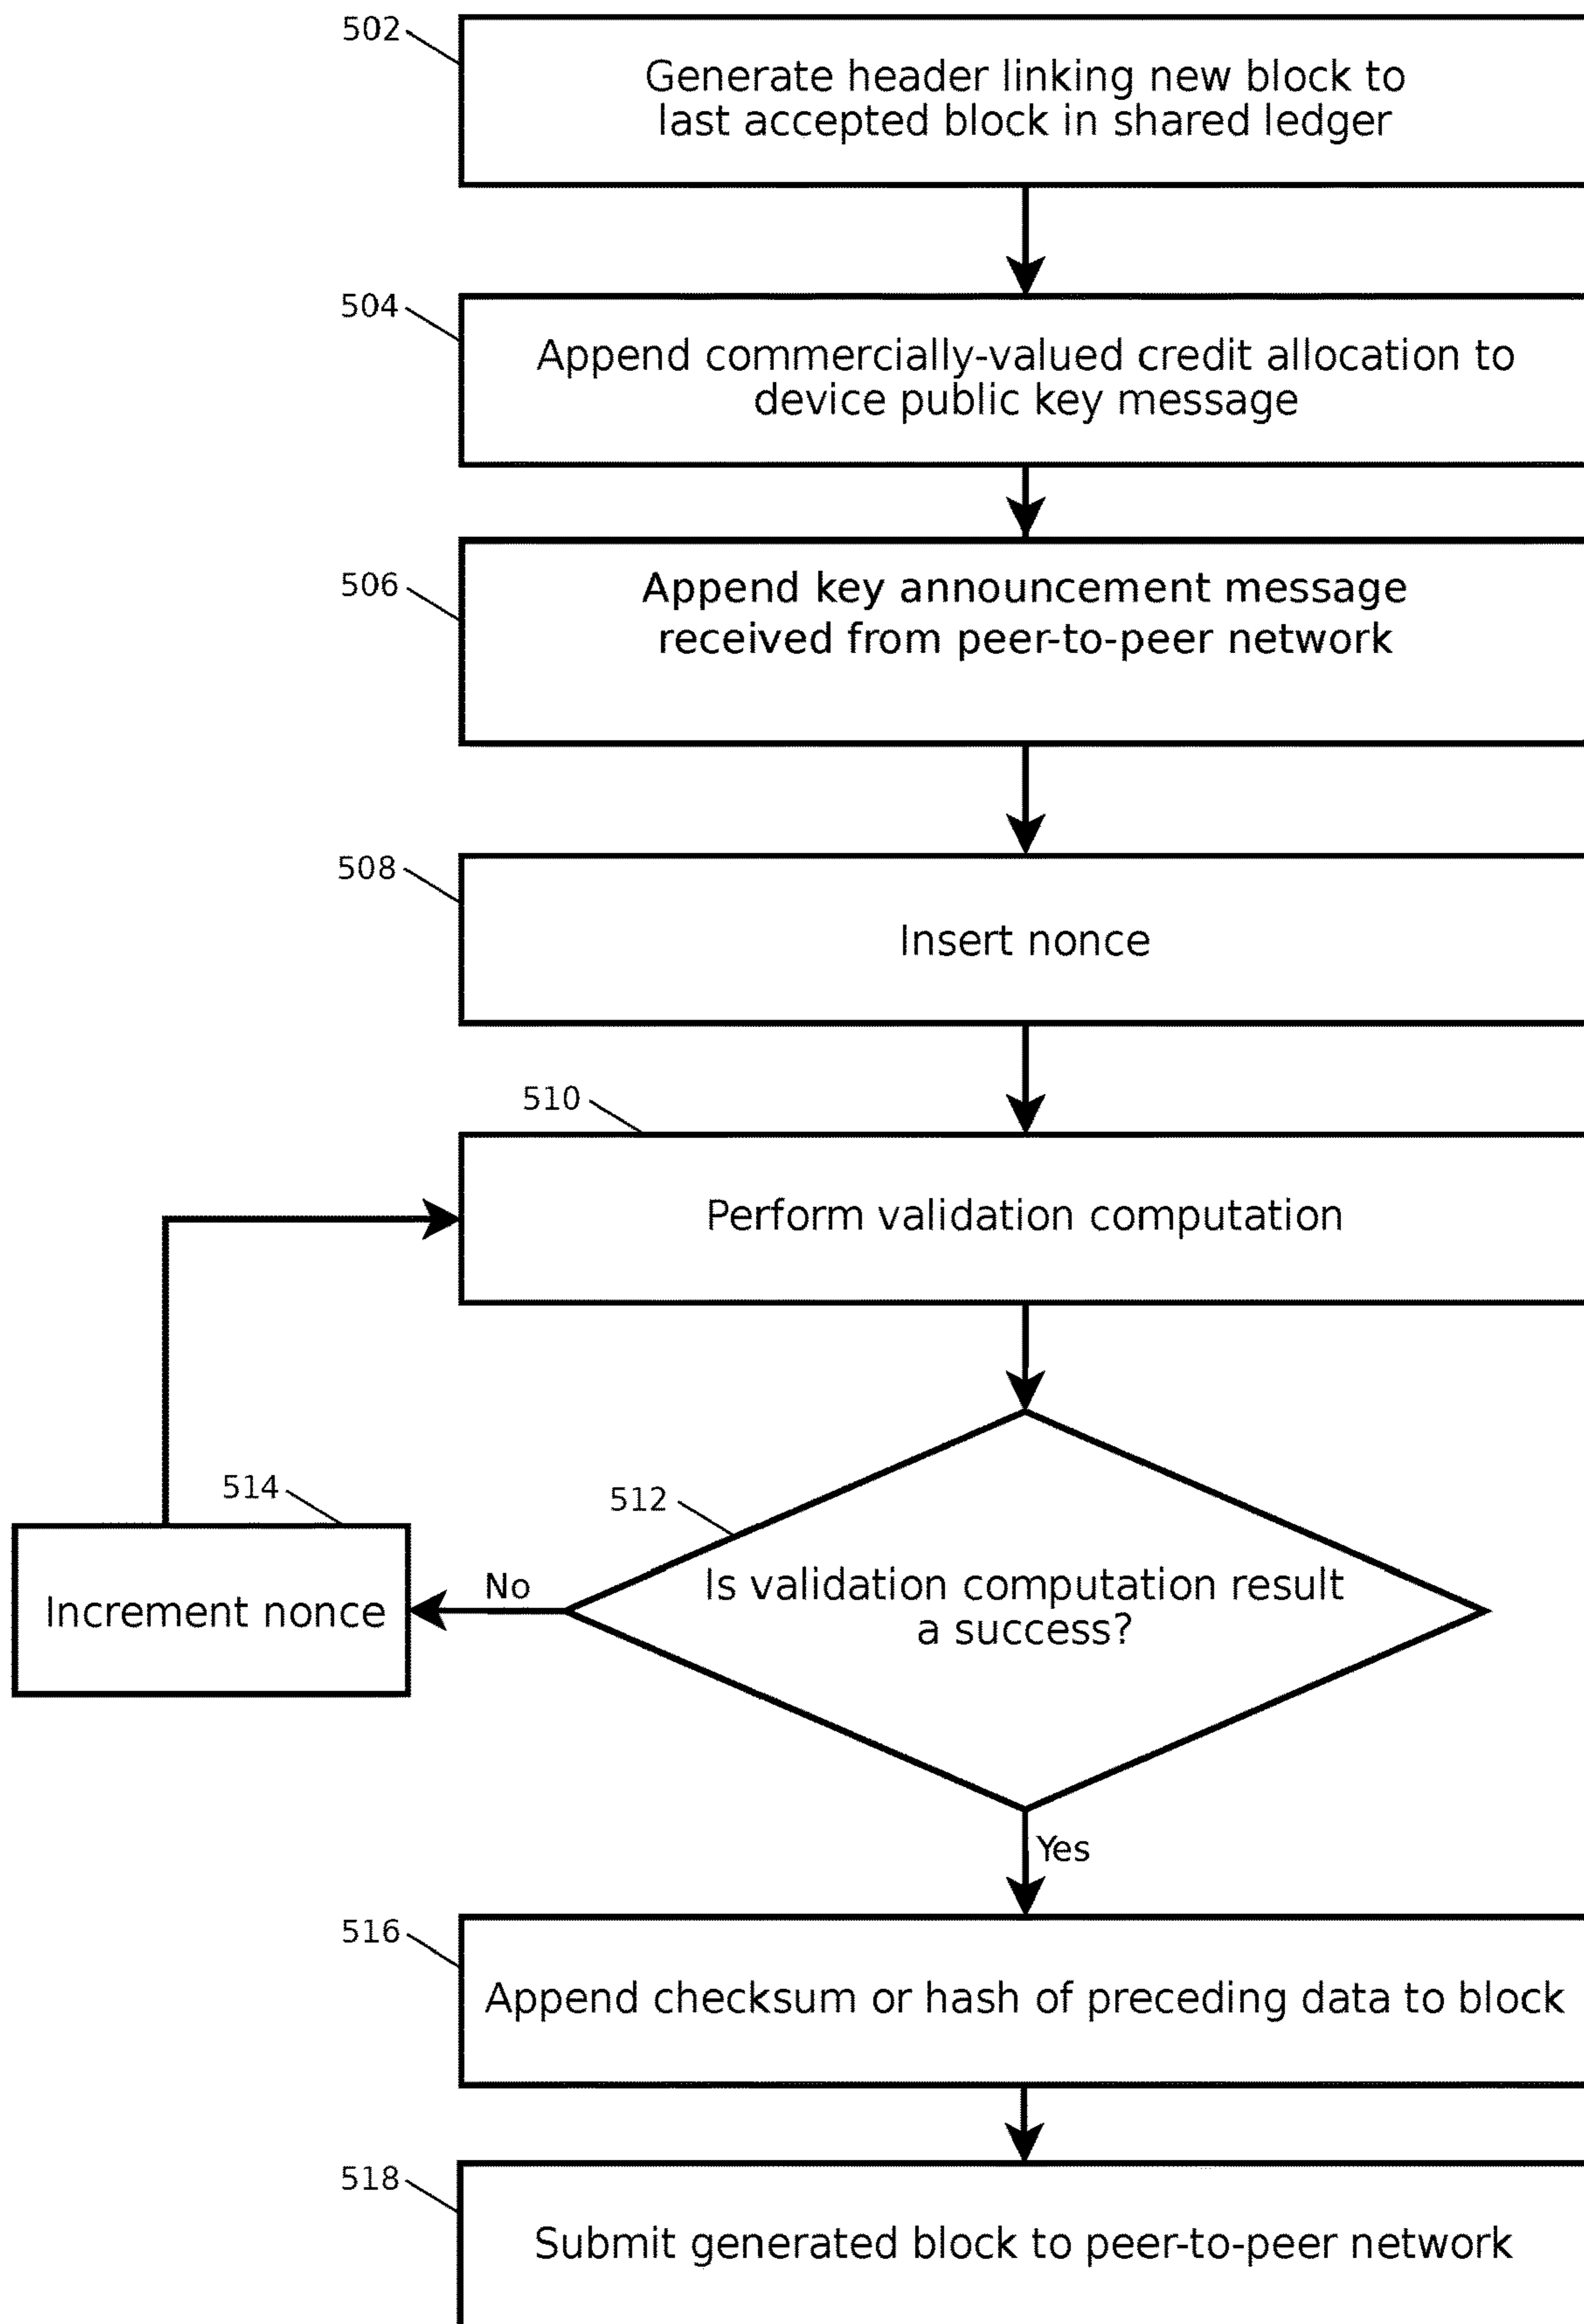 502
Generate header linking new block to
last accepted block in shared ledger
504
Append commercially-valued credit allocation to
device public key message
506
Append key announcement message
received from peer-to-peer network
508
Insert nonce
510
Perform validation computation
514
512
Is validation computation result
a success?
No
Increment nonce
Yes
516
Append checksum or hash of preceding data to block
518
Submit generated block to peer-to-peer network